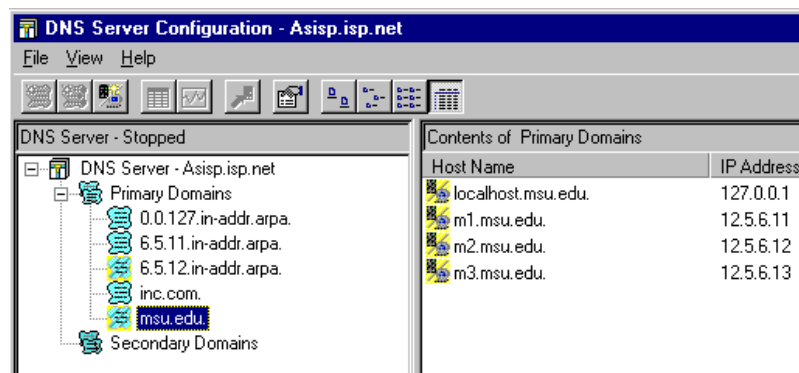 DNS Server Configuration - Asisp.isp.net
File View Help
DNS Server - Stopped
DNS Server - Asisp.isp.net
Primary Domains
0.0.127.in-addr.arpa.
6.5.11.in-addr.arpa.
6.5.12.in-addr.arpa.
inc.com.
msu.edu.
Secondary Domains
Contents of Primary Domains
Host Name IP Address
localhost.msu.edu. 127.0.0.1
m1.msu.edu. 12.5.6.11
m2.msu.edu. 12.5.6.12
m3.msu.edu. 12.5.6.13